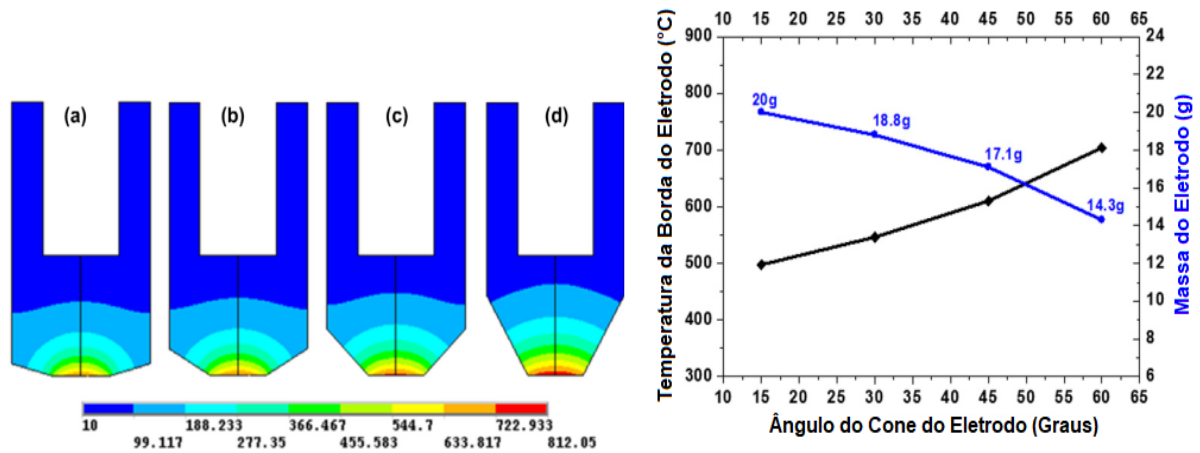 (a) (b) (c) (d)
10 188.233 366.467 544.7 722.933
99.117 277.35 455.583 633.817 812.05
10 15 20 25 30 35 40 45 50 55 60 65
Temperatura da Borda do Eletrodo (°C)
900
800
700
600
500
400
300
20g
18.8g
17.1g
14.3g
24
22
20
18
16
14
12
10
8
6
Massa do Eletrodo (g)
10 15 20 25 30 35 40 45 50 55 60 65
Ângulo do Cone do Eletrodo (Graus)